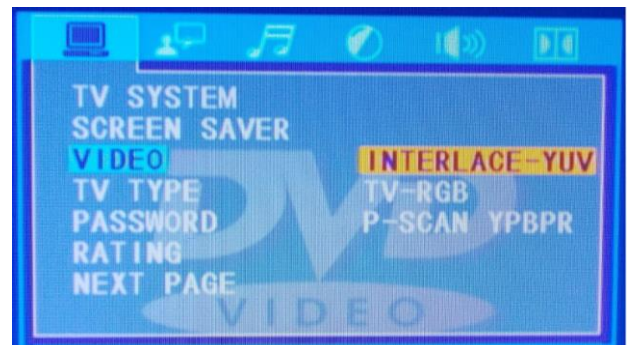 TV SYSTEM
SCREEN SAVER
VIDEO INTERLACE-YUV
TV TYPE TV-RGB
PASSWORD P-SCAN YPBPR
RATING
NEXT PAGE
DVD
VIDEO